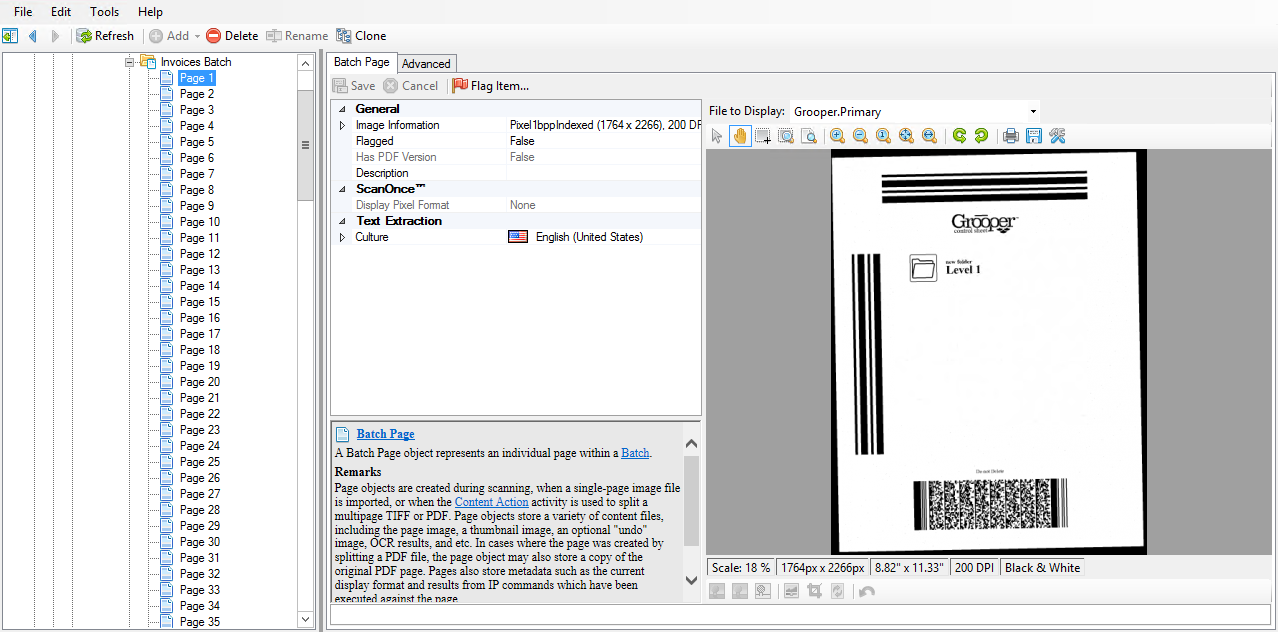 File Edit Tools Help
Refresh Add Delete Rename Clone
Invoices Batch
Page 1
Page 2
Page 3
Page 4
Page 5
Page 6
Page 7
Page 8
Page 9
Page 10
Page 11
Page 12
Page 13
Page 14
Page 15
Page 16
Page 17
Page 18
Page 19
Page 20
Page 21
Page 22
Page 23
Page 24
Page 25
Page 26
Page 27
Page 28
Page 29
Page 30
Page 31
Page 32
Page 33
Page 34
Page 35
Batch Page Advanced
Save Cancel Flag Item...
General
Image Information Pixel1bppIndexed (1764 x 2266), 200 DP
Flagged False
Has PDF Version False
Description
ScanOnce™
Display Pixel Format None
Text Extraction
Culture English (United States)
Batch Page
A Batch Page object represents an individual page within a Batch.
Remarks
Page objects are created during scanning, when a single-page image file
is imported, or when the Content Action activity is used to split a
multipage TIFF or PDF. Page objects store a variety of content files,
including the page image, a thumbnail image, an optional "undo"
image, OCR results, and etc. In cases where the page was created by
splitting a PDF file, the page object may also store a copy of the
original PDF page. Pages also store metadata such as the current
display format and results from IP commands which have been
executed against the page.
File to Display: Grooper.Primary
Grooper
control sheet
new folder
Level 1
Do not Delete
Scale: 18 % 1764px x 2266px 8.82" x 11.33" 200 DPI Black & White